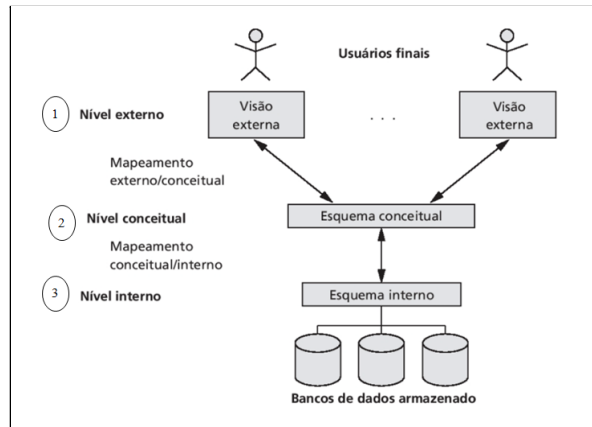 Usuários finais
1 Nível externo
Visão
externa
. . .
Visão
externa
Mapeamento
externo/conceitual
2 Nível conceitual
Esquema conceitual
Mapeamento
conceitual/interno
3 Nível interno
Esquema interno
Bancos de dados armazenado